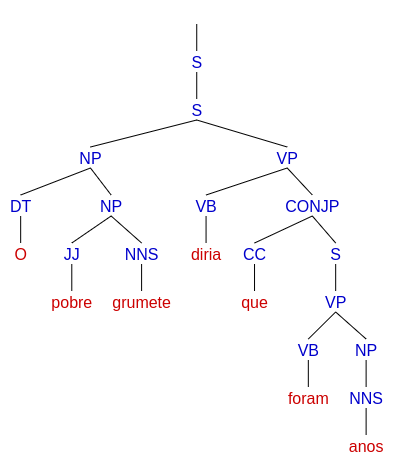 S
S
NP VP
DT NP VB CONJP
O JJ NNS diria CC S
pobre grumete que VP
VB NP
foram NNS
anos